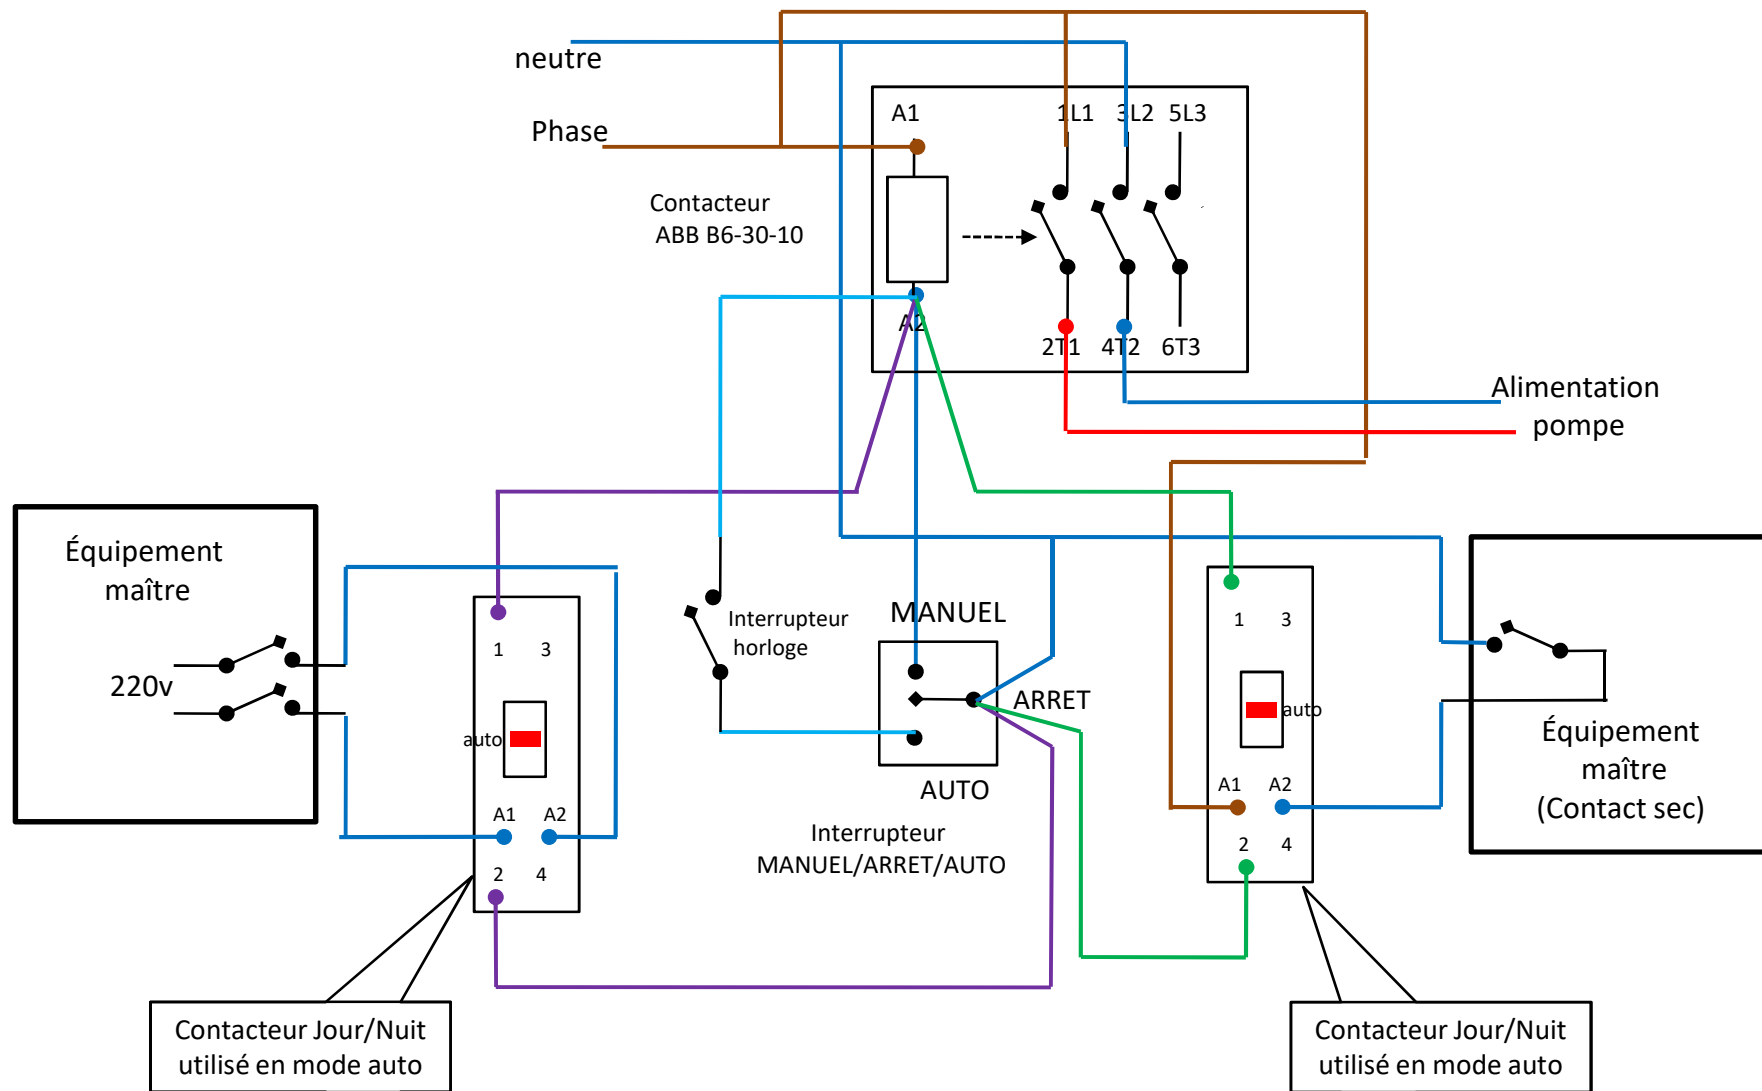 neutre
Phase
A1
1L1
3L2
5L3
Contacteur
ABB B6-30-10
A2
2T1
4T2
6T3
Alimentation
pompe
Équipement
maître
220v
1
3
auto
A1
A2
2
4
Interrupteur
horloge
MANUEL
ARRET
AUTO
Interrupteur
MANUEL/ARRET/AUTO
1
3
auto
A1
A2
2
4
Équipement
maître
(Contact sec)
Contacteur Jour/Nuit
utilisé en mode auto
Contacteur Jour/Nuit
utilisé en mode auto